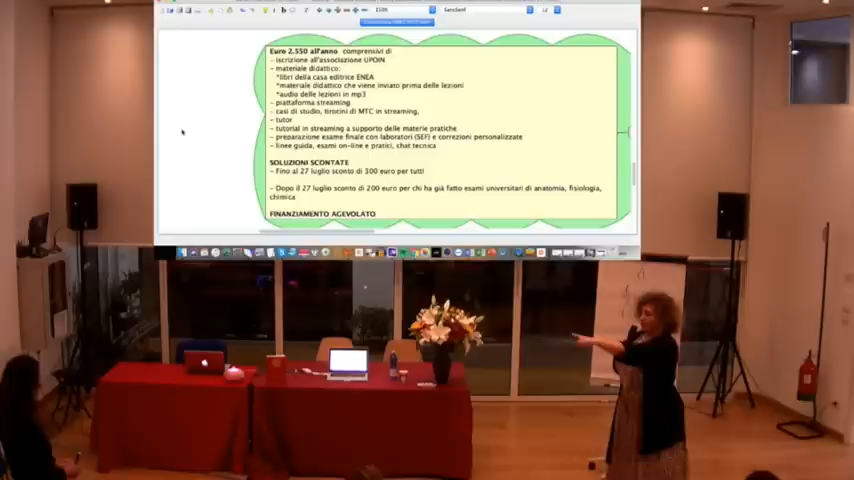 150%
SansSerif
12
Euro 2.550 all'anno comprensivi di
- iscrizione all'associazione UPOIN
- materiale didattico:
*libri della casa editrice ENEA
*materiale didattico che viene inviato prima delle lezioni
*audio delle lezioni in mp3
- piattaforma streaming
- casi di studio, tirocini di MTC in streaming,
- tutor
- tutorial in streaming a supporto delle materie pratiche
- preparazione esame finale con laboratori (SEF) e correzioni personalizzate
- linee guida, esami on-line e pratici, chat tecnica
SOLUZIONI SCONTATE
- Fino al 27 luglio sconto di 300 euro per tutti
- Dopo il 27 luglio sconto di 200 euro per chi ha già fatto esami universitari di anatomia, fisiologia,
chimica
FINANZIAMENTO AGEVOLATO